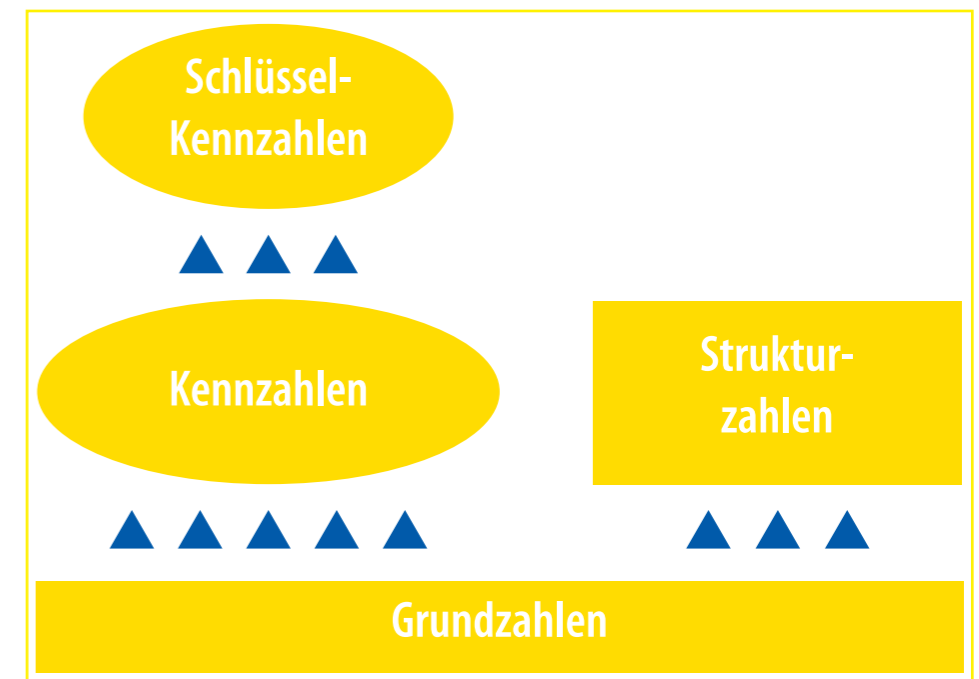 Schlüssel-
Kennzahlen
Kennzahlen
Struktur-
zahlen
Grundzahlen